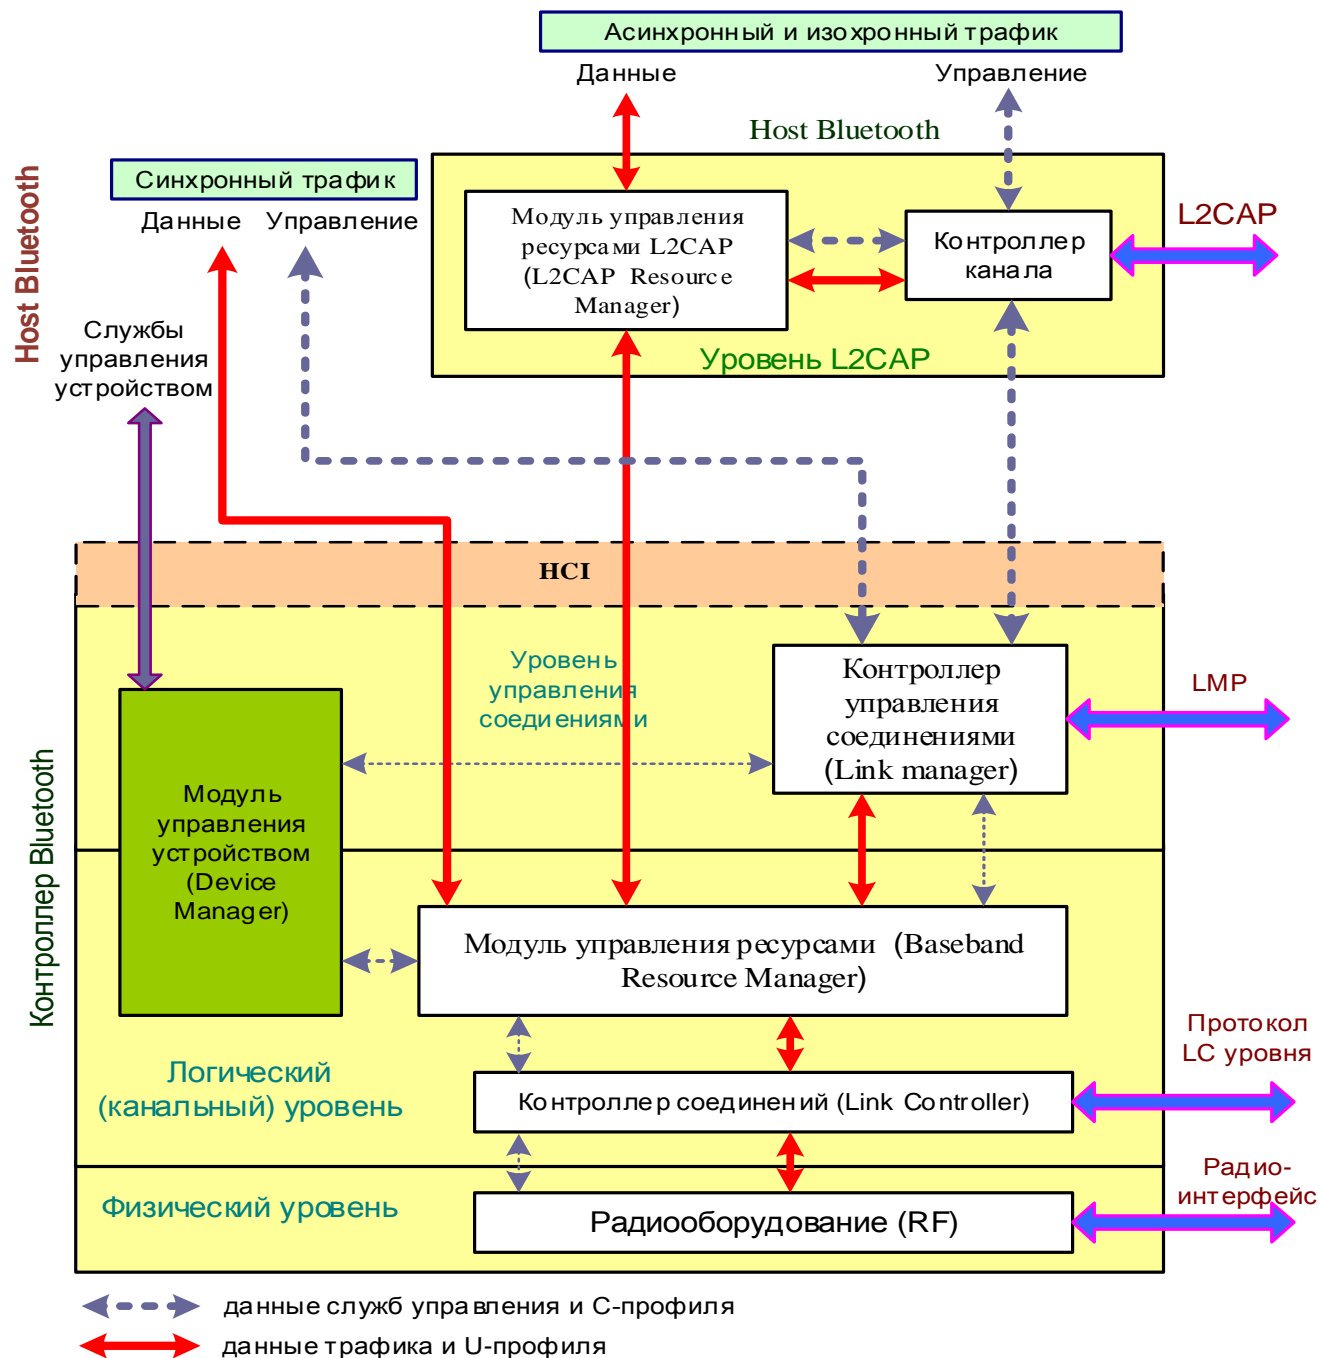 Асинхронный и изохронный трафик
Данные
Управление
Host Bluetooth
Host Bluetooth
Синхронный трафик
Данные
Управление
Модуль управления
ресурсами L2CAP
(L2CAP Resource
Manager)
Контроллер
канала
L2CAP
Уровень L2CAP
Службы
управления
устройством
HCI
Уровень
управления
соедиениями
Контроллер
управления
соединениями
(Link manager)
LMP
Контроллер Bluetooth
Модуль
управления
устройством
(Device
Manager)
Модуль управления ресурсами (Baseband
Resource Manager)
Логический
(канальный) уровень
Контроллер соединений (Link Controller)
Протокол
LC уровня
Физический уровень
Радиооборудование (RF)
Радио-
интерфейс
данные служб управления и С-профиля
данные трафика и U-профиля